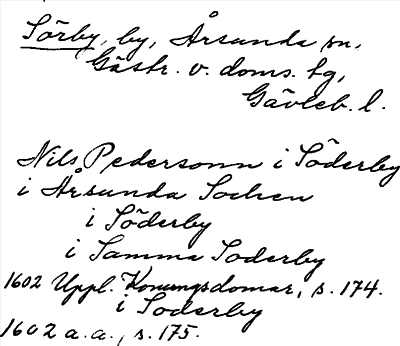 Sörby, by, Årsunda sn,
Gästr. v. doms. tg,
Gävleb. l.
Nils Pedersonn i Söderby
i Årsunda Sochen
i Söderby
i Samma Soderby
1602 Uppl. Konungsdomar, s. 174.
i Soderby
1602 a.a., s. 175.